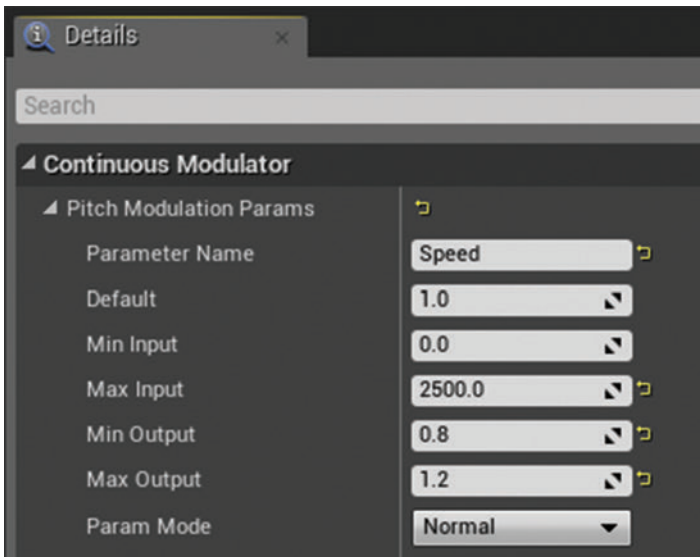 Details
Search
Continuous Modulator
Pitch Modulation Params
Parameter Name Speed
Default 1.0
Min Input 0.0
Max Input 2500.0
Min Output 0.8
Max Output 1.2
Param Mode Normal